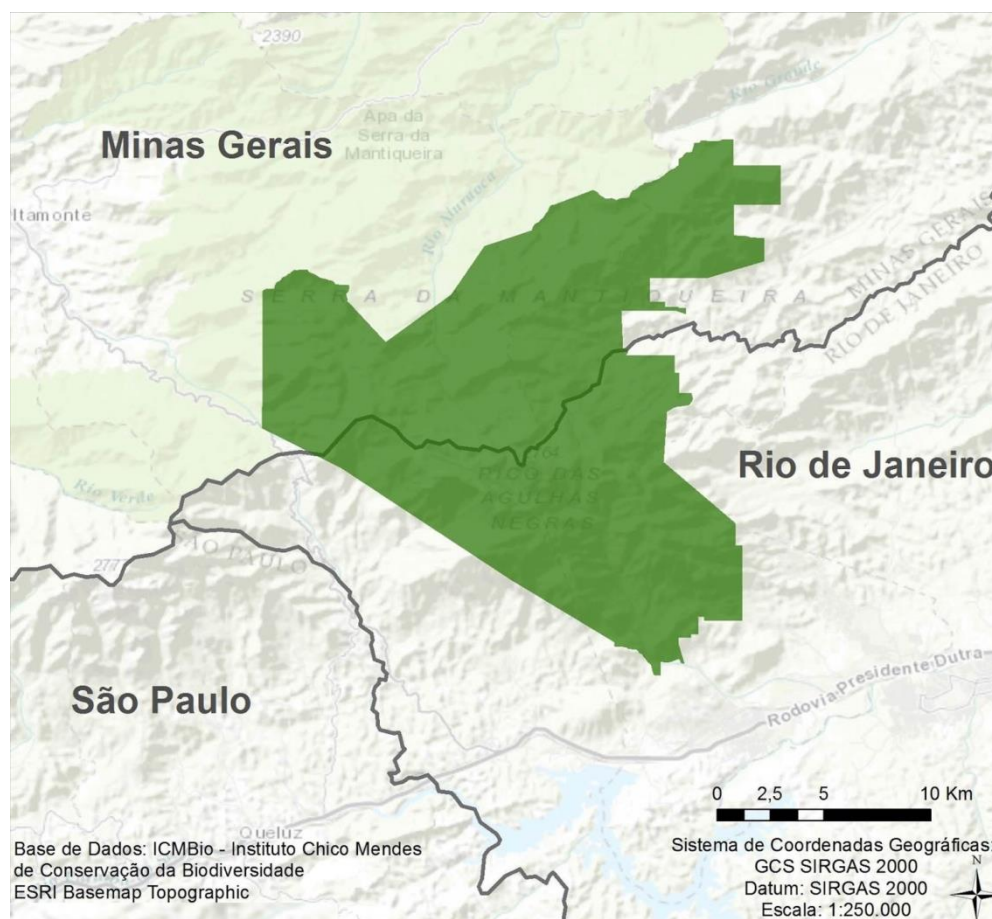 2390
Rio Grande
Minas Gerais
Apa da
Serra da
Mantiqueira
Itamonte
Rio Aiuruoca
MINAS GERAIS
RIO DE JANEIRO
SERRA DA MANTIQUEIRA
PICO DAS
AGULHAS
NEGRAS
Rio de Janeiro
Rio Verde
SÃO PAULO
São Paulo
Rodovia Presidente Dutra
0 2,5 5 10 Km
Queluz
Base de Dados: ICMBio - Instituto Chico Mendes
de Conservação da Biodiversidade
ESRI Basemap Topographic
Sistema de Coordenadas Geográficas:
GCS SIRGAS 2000
Datum: SIRGAS 2000
Escala: 1:250.000
N